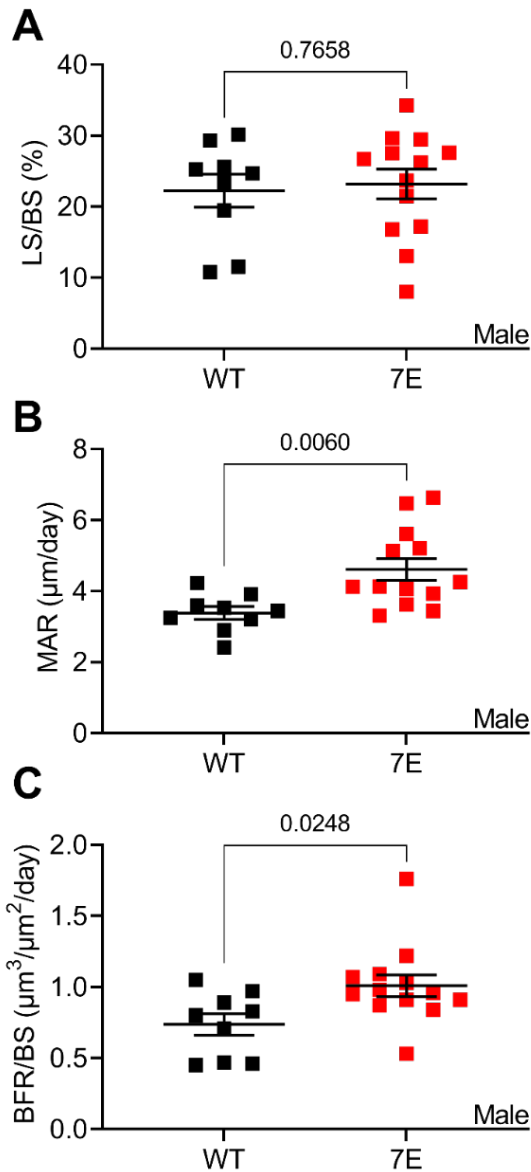 A
0.7658
40
30
20
10
0
LS/BS (%)
Male
WT 7E
B
0.0060
8
6
4
2
0
MAR (µm/day)
Male
WT 7E
C
0.0248
2.0
1.5
1.0
0.5
0.0
BFR/BS (µm³/µm²/day)
Male
WT 7E